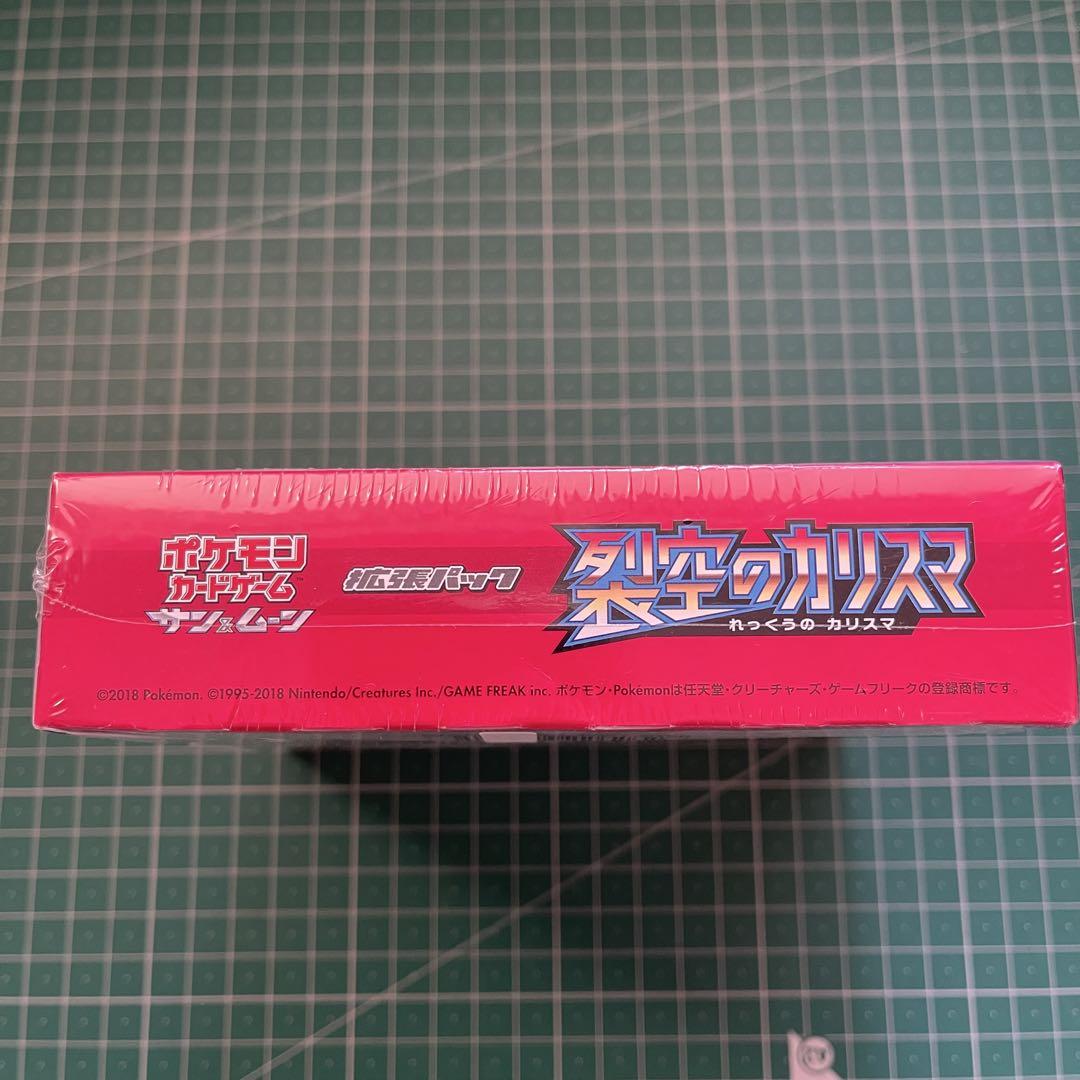 ポケモン
カードゲーム™
サン&ムーン
拡張パック
裂空のカリスマ
れっくうの カリスマ
©2018 Pokémon. ©1995-2018 Nintendo/Creatures Inc./GAME FREAK inc. ポケモン・Pokémonは任天堂・クリーチャーズ・ゲームフリークの登録商標です。